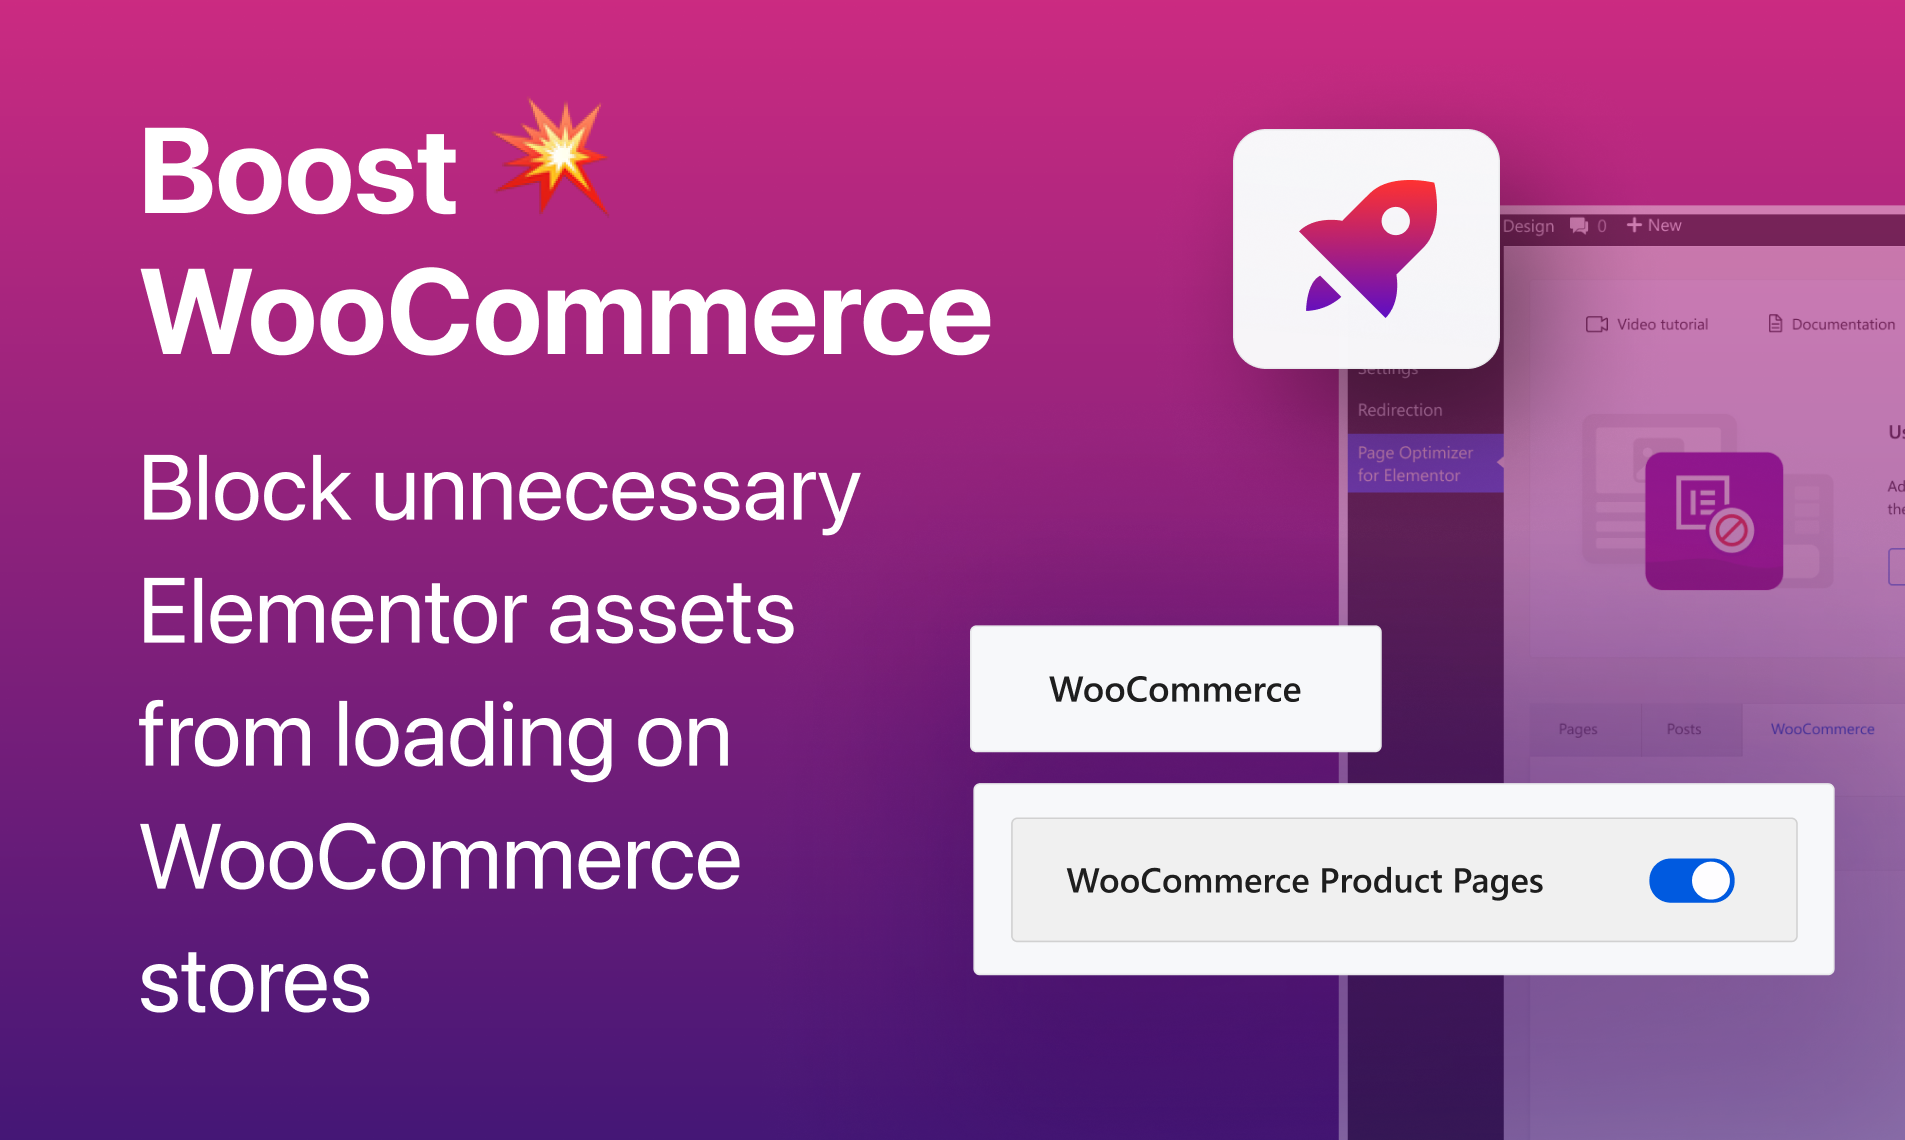 Boost 💥
WooCommerce
Block unnecessary
Elementor assets
from loading on
WooCommerce
stores
Design 0 + New
Video tutorial
Documentation
Settings
Redirection
Page Optimizer
for Elementor
WooCommerce
Pages
Posts
WooCommerce
WooCommerce Product Pages